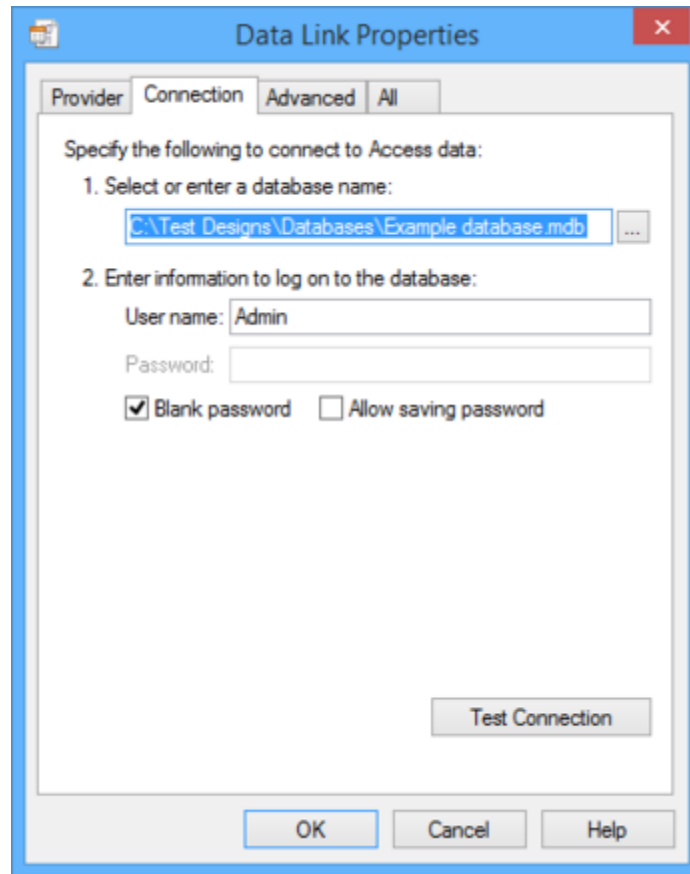 Data Link Properties
Provider Connection Advanced All
Specify the following to connect to Access data:
1. Select or enter a database name:
C:\Test Designs\Databases\Example database.mdb ...
2. Enter information to log on to the database:
User name: Admin
Password:
Blank password Allow saving password
Test Connection
OK Cancel Help